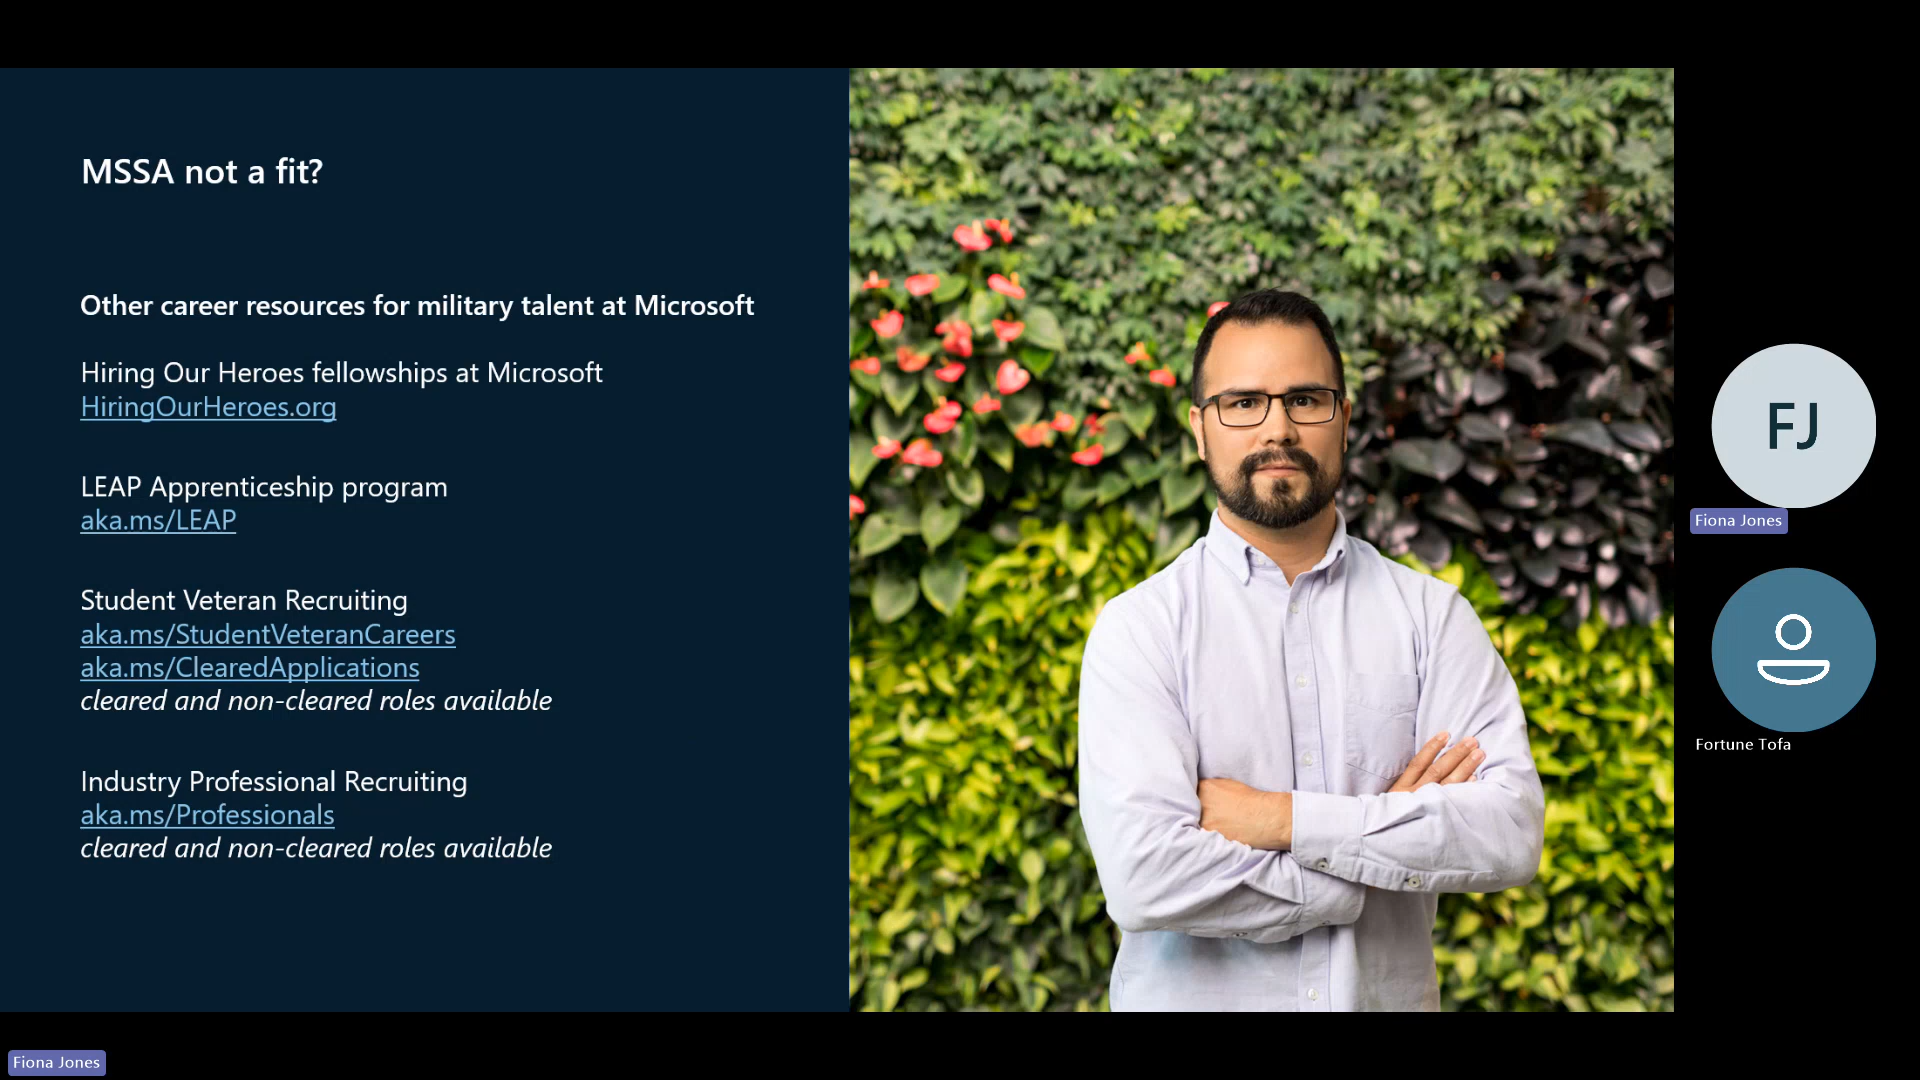 MSSA not a fit?
Other career resources for military talent at Microsoft
Hiring Our Heroes fellowships at Microsoft
HiringOurHeroes.org
LEAP Apprenticeship program
aka.ms/LEAP
Student Veteran Recruiting
aka.ms/StudentVeteranCareers
aka.ms/ClearedApplications
cleared and non-cleared roles available
Industry Professional Recruiting
aka.ms/Professionals
cleared and non-cleared roles available
FJ
Fiona Jones
Fortune Tofa
Fiona Jones